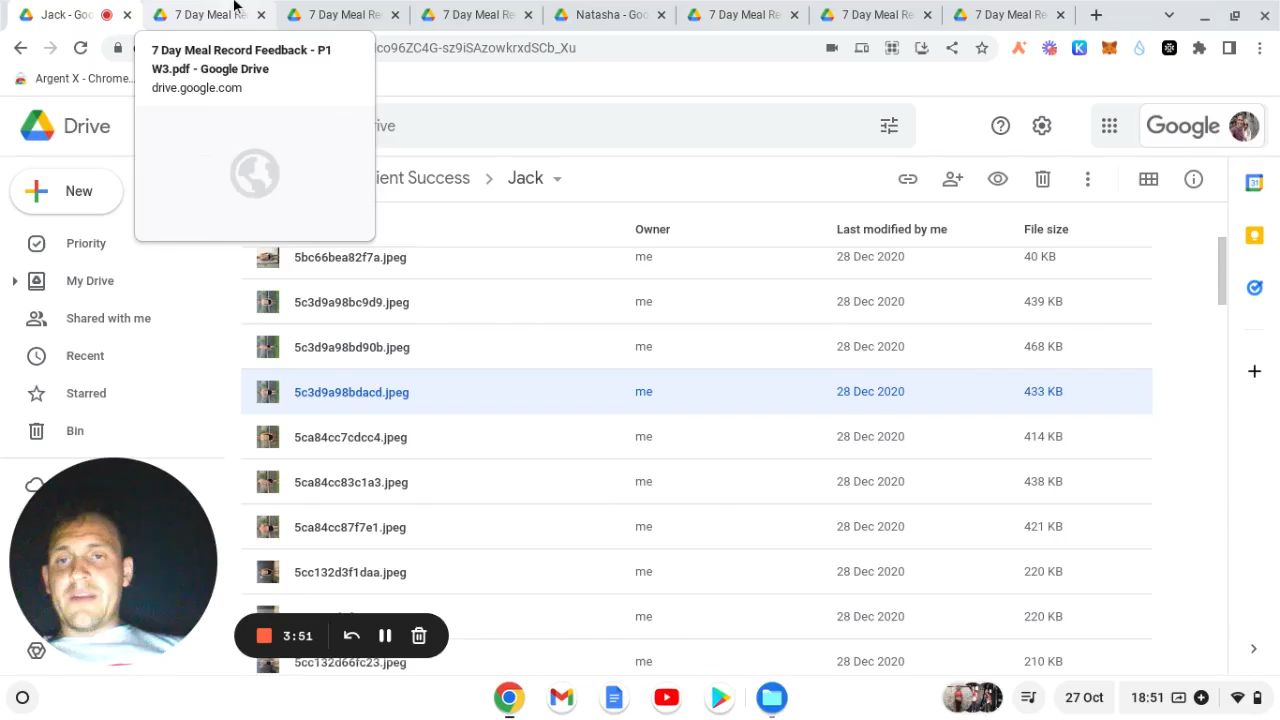 Jack - Goo
7 Day Meal Re
7 Day Meal Rec
7 Day Meal Re
Natasha - Goo
7 Day Meal Re
7 Day Meal Re
7 Day Meal Re
co96ZC4G-sz9iSAzowkrxdSCb_Xu
Argent X - Chrome...
7 Day Meal Record Feedback - P1
W3.pdf - Google Drive
drive.google.com
Drive
rive
Google
New
ient Success
Jack
Owner
Last modified by me
File size
Priority
My Drive
Shared with me
Recent
Starred
Bin
5bc66bea82f7a.jpeg me 28 Dec 2020 40 KB
5c3d9a98bc9d9.jpeg me 28 Dec 2020 439 KB
5c3d9a98bd90b.jpeg me 28 Dec 2020 468 KB
5c3d9a98bdacd.jpeg me 28 Dec 2020 433 KB
5ca84cc7cdcc4.jpeg me 28 Dec 2020 414 KB
5ca84cc83c1a3.jpeg me 28 Dec 2020 438 KB
5ca84cc87f7e1.jpeg me 28 Dec 2020 421 KB
5cc132d3f1daa.jpeg me 28 Dec 2020 220 KB
me 28 Dec 2020 220 KB
5cc132d66fc23.jpeg me 28 Dec 2020 210 KB
3:51
31
K
27 Oct
18:51